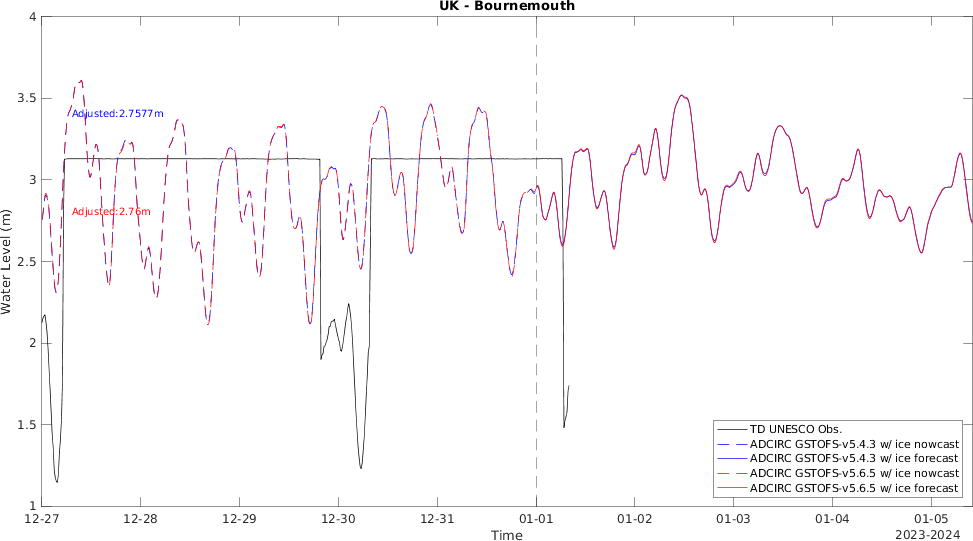 UK - Bournemouth
Water Level (m)
4
3.5
3
2.5
2
1.5
1
Adjusted:2.7577m
Adjusted:2.76m
TD UNESCO Obs.
ADCIRC GSTOFS-v5.4.3 w/ ice nowcast
ADCIRC GSTOFS-v5.4.3 w/ ice forecast
ADCIRC GSTOFS-v5.6.5 w/ ice nowcast
ADCIRC GSTOFS-v5.6.5 w/ ice forecast
12-27 12-28 12-29 12-30 12-31 01-01 01-02 01-03 01-04 01-05
Time
2023-2024